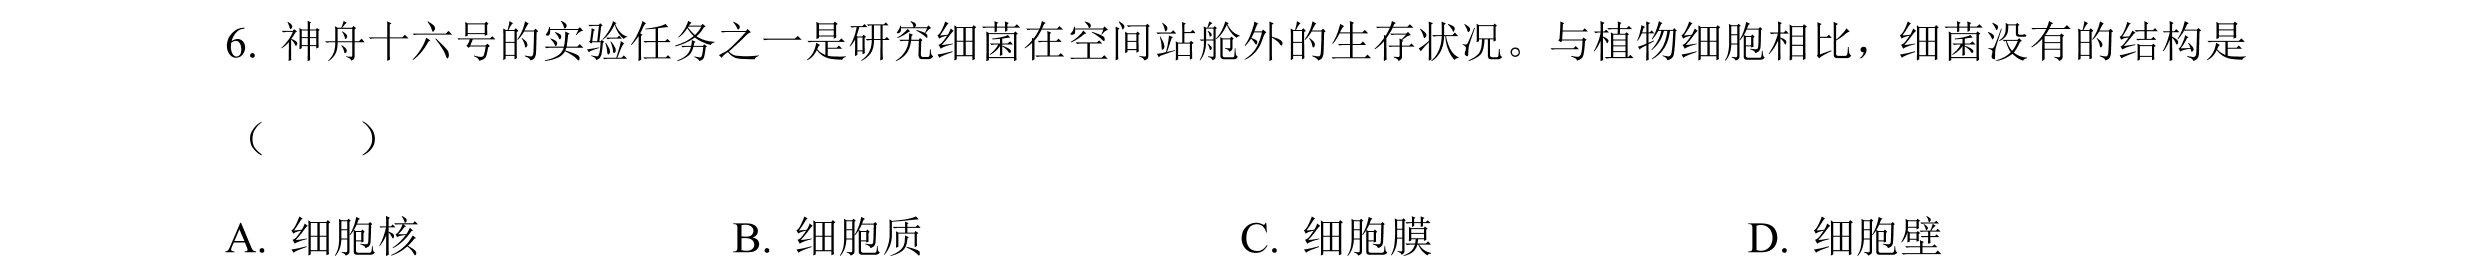 6. 神舟十六号的实验任务之一是研究细菌在空间站舱外的生存状况。与植物细胞相比，细菌没有的结构是
（　　）
A. 细胞核 B. 细胞质 C. 细胞膜 D. 细胞壁